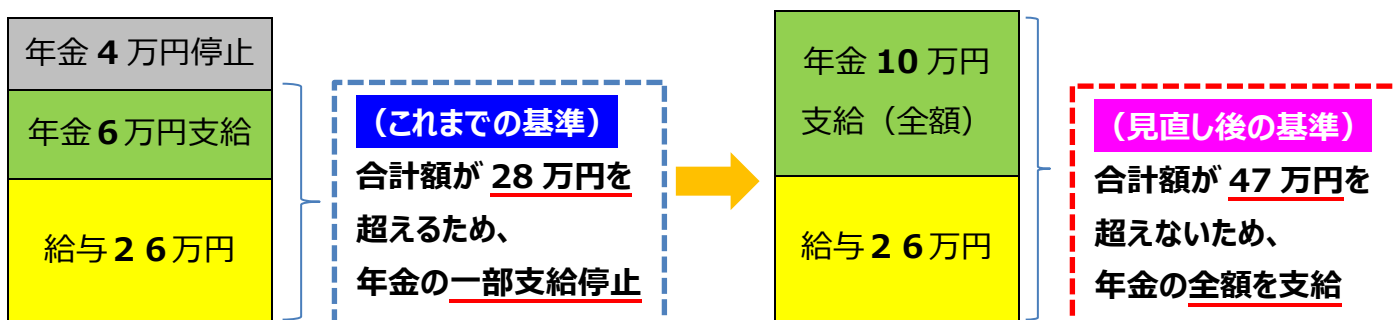 年金 4 万円停止
年金 6 万円支給
給与２６万円
（これまでの基準）
合計額が 28 万円を
超えるため、
年金の一部支給停止
年金 10 万円
支給（全額）
給与２６万円
（見直し後の基準）
合計額が 47 万円を
超えないため、
年金の全額を支給